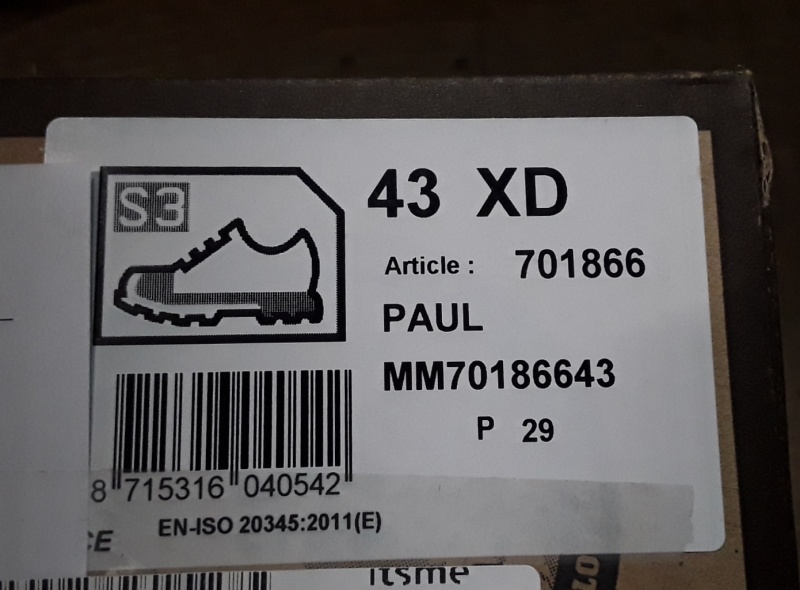 S3
43 XD
Article : 701866
PAUL
MM70186643
P 29
8 715316 040542
EN-ISO 20345:2011(E)
CE
itsme